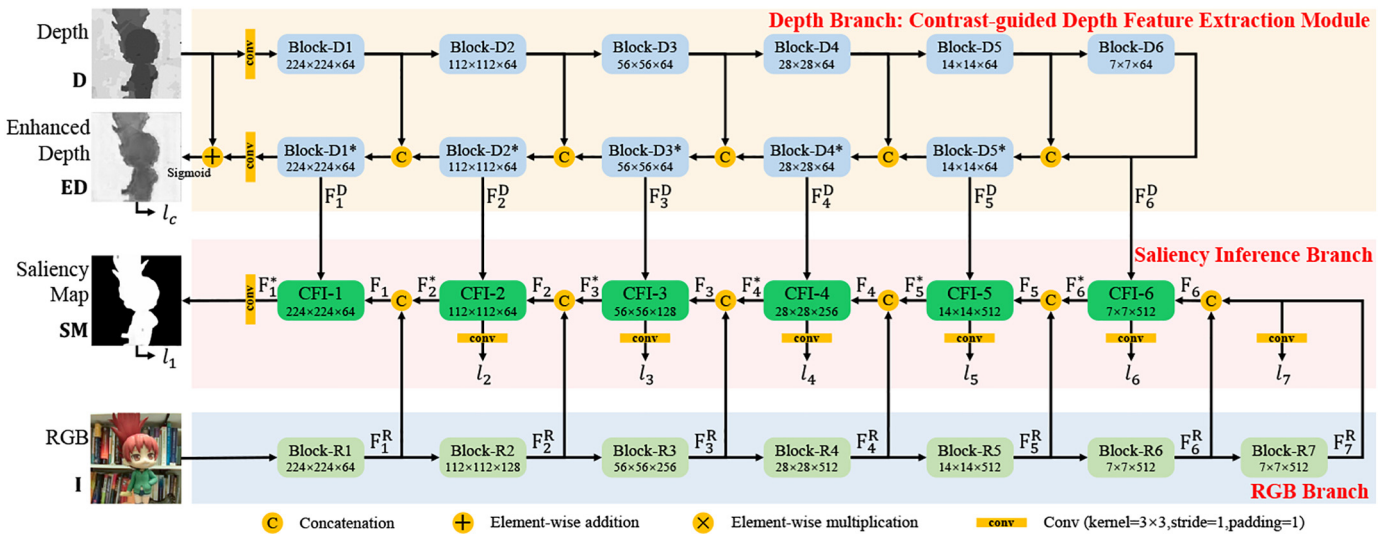 Depth Branch: Contrast-guided Depth Feature Extraction Module
Depth
D
conv
Block-D1
224×224×64
Block-D2
112×112×64
Block-D3
56×56×64
Block-D4
28×28×64
Block-D5
14×14×64
Block-D6
7×7×64
Enhanced
Depth
ED
Sigmoid
+
conv
Block-D1*
224×224×64
C
Block-D2*
112×112×64
C
Block-D3*
56×56×64
C
Block-D4*
28×28×64
C
Block-D5*
14×14×64
C
l_c
F_1^D
F_2^D
F_3^D
F_4^D
F_5^D
F_6^D
Saliency Inference Branch
Saliency
Map
SM
conv
F_1^*
CFI-1
224×224×64
F_1
C
F_2^*
CFI-2
112×112×64
F_2
C
F_3^*
CFI-3
56×56×128
F_3
C
F_4^*
CFI-4
28×28×256
F_4
C
F_5^*
CFI-5
14×14×512
F_5
C
F_6^*
CFI-6
7×7×512
F_6
C
conv
conv
conv
conv
conv
conv
l_1
l_2
l_3
l_4
l_5
l_6
l_7
RGB
I
Block-R1
224×224×64
F_1^R
Block-R2
112×112×128
F_2^R
Block-R3
56×56×256
F_3^R
Block-R4
28×28×512
F_4^R
Block-R5
14×14×512
F_5^R
Block-R6
7×7×512
F_6^R
Block-R7
7×7×512
F_7^R
RGB Branch
C Concatenation
+ Element-wise addition
× Element-wise multiplication
conv Conv (kernel=3×3,stride=1,padding=1)